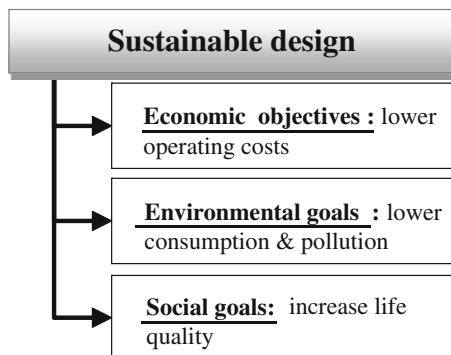 Sustainable design
Economic objectives : lower
operating costs
Environmental goals : lower
consumption & pollution
Social goals: increase life
quality